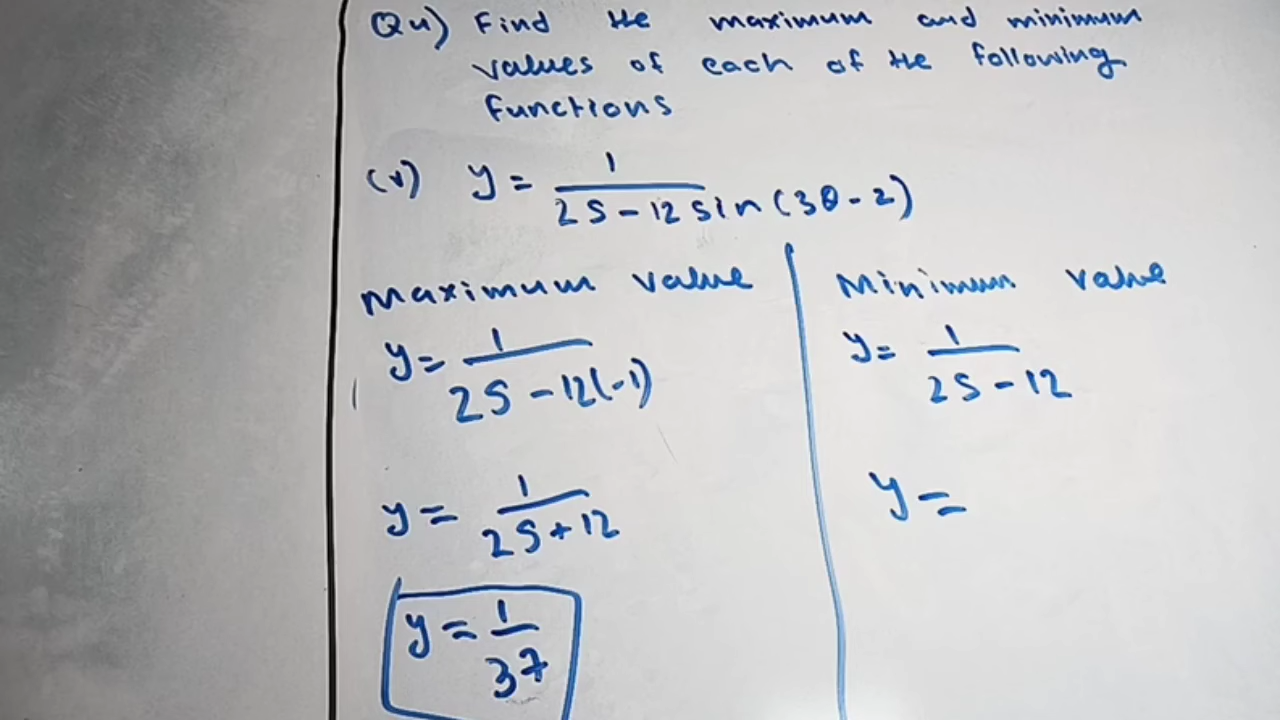 Q4) Find the maximum and minimum
values of each of the following
functions
(v) y = 1 / 25 - 12 sin (3θ - 2)
Maximum value
y = 1 / 25 - 12(-1)
y = 1 / 25 + 12
y = 1 / 37
Minimum value
y = 1 / 25 - 12
y =